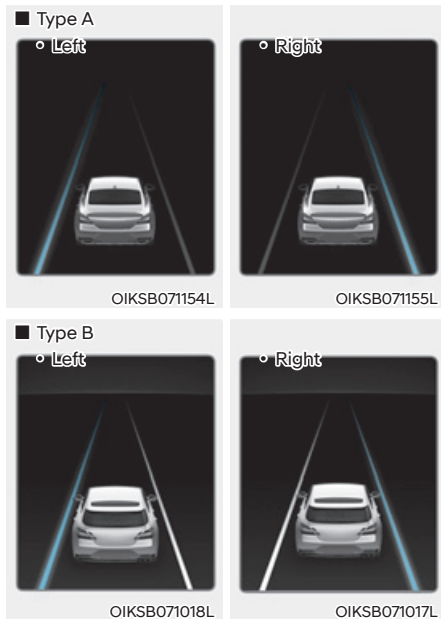 ■ Type A
• Left
• Right
OIKSB071154L
OIKSB071155L
■ Type B
• Left
• Right
OIKSB071018L
OIKSB071017L